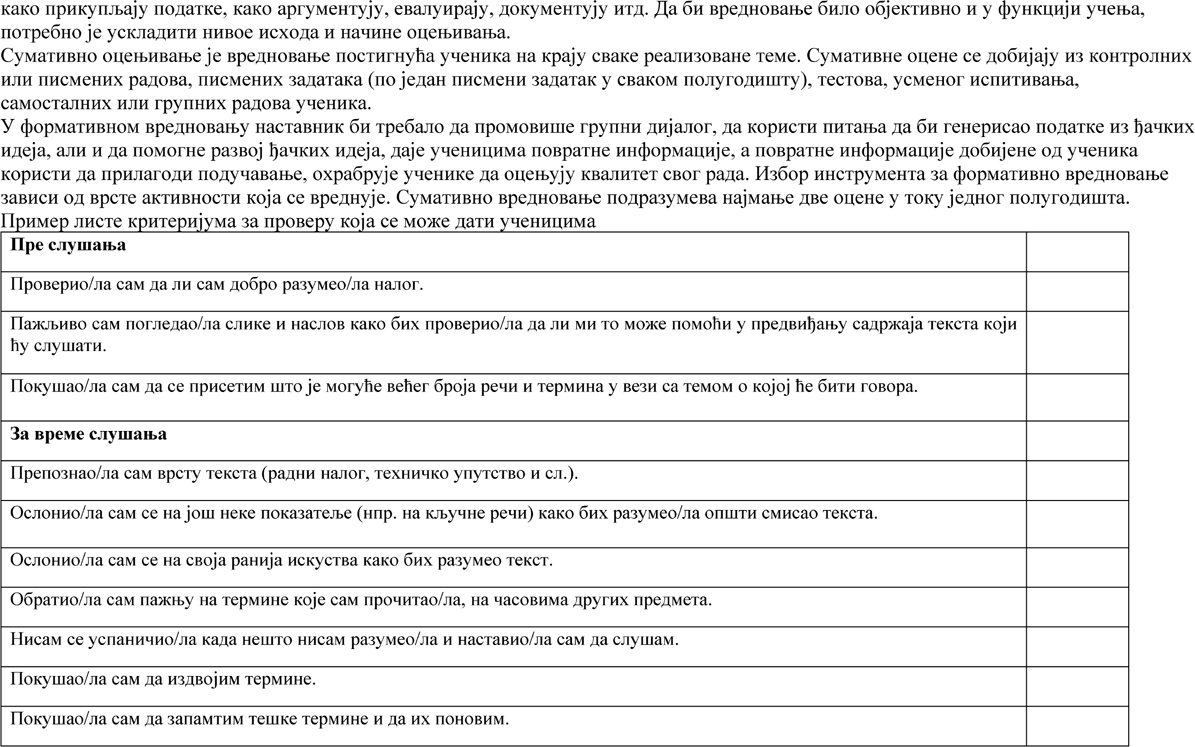 како прикупљају податке, како аргументују, евалуирају, документују итд. Да би вредновање било објективно и у функцији учења,
потребно је ускладити нивое исхода и начине оцењивања.
Сумативно оцењивање је вредновање постигнућа ученика на крају сваке реализоване теме. Сумативне оцене се добијају из контролних
или писмених радова, писмених задатака (по један писмени задатак у сваком полугодишту), тестова, усменог испитивања,
самосталних или групних радова ученика.
У формативном вредновању наставник би требало да промовише групни дијалог, да користи питања да би генерисао податке из ђачких
идеја, али и да помогне развој ђачких идеја, даје ученицима повратне информације, а повратне информације добијене од ученика
користи да прилагоди подучавање, охрабрује ученике да оцењују квалитет свог рада. Избор инструмента за формативно вредновање
зависи од врсте активности која се вреднује. Сумативно вредновање подразумева најмање две оцене у току једног полугодишта.
Пример листе критеријума за проверу која се може дати ученицима
Пре слушања
Проверио/ла сам да ли сам добро разумео/ла налог.
Пажљиво сам погледао/ла слике и наслов како бих проверио/ла да ли ми то може помоћи у предвиђању садржаја текста који
ћу слушати.
Покушао/ла сам да се присетим што је могуће већег броја речи и термина у вези са темом о којој ће бити говора.
За време слушања
Препознао/ла сам врсту текста (радни налог, техничко упутство и сл.).
Ослонио/ла сам се на још неке показатеље (нпр. на кључне речи) како бих разумео/ла општи смисао текста.
Ослонио/ла сам се на своја ранија искуства како бих разумео текст.
Обратио/ла сам пажњу на термине које сам прочитао/ла, на часовима других предмета.
Нисам се успаничио/ла када нешто нисам разумео/ла и наставио/ла сам да слушам.
Покушао/ла сам да издвојим термине.
Покушао/ла сам да запамтим тешке термине и да их поновим.